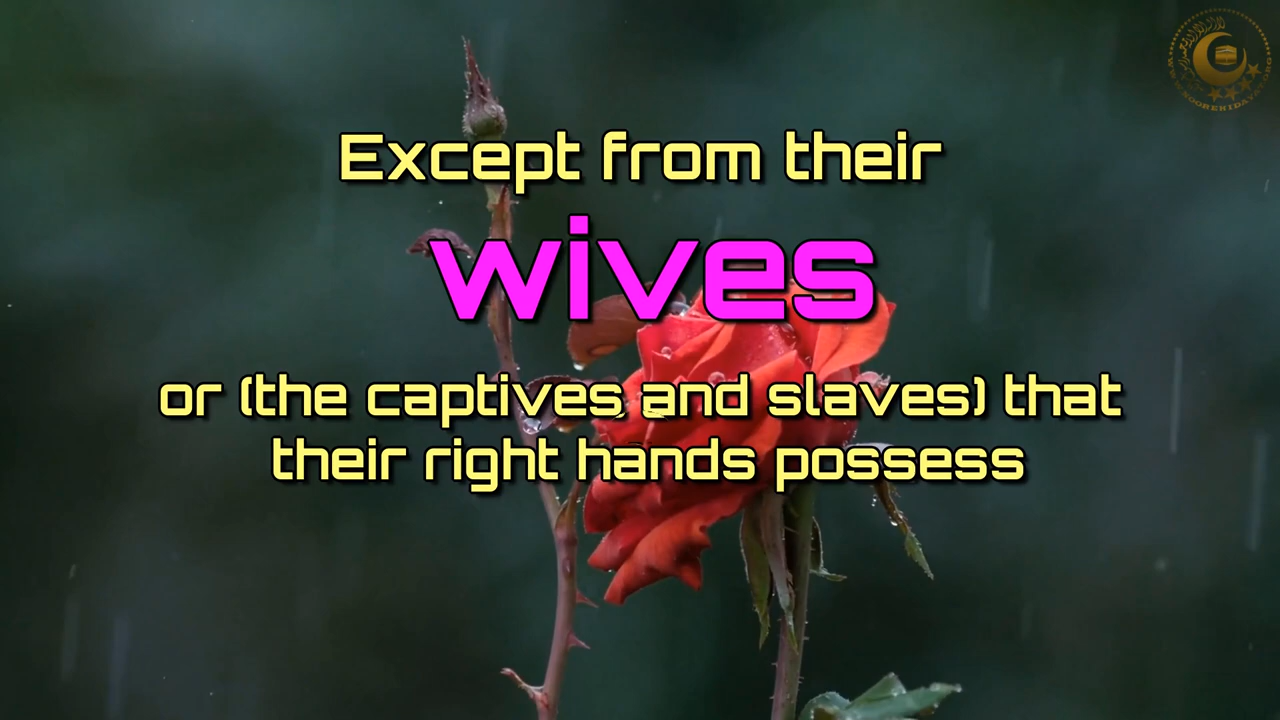 Except from their
wives
or (the captives and slaves) that
their right hands possess